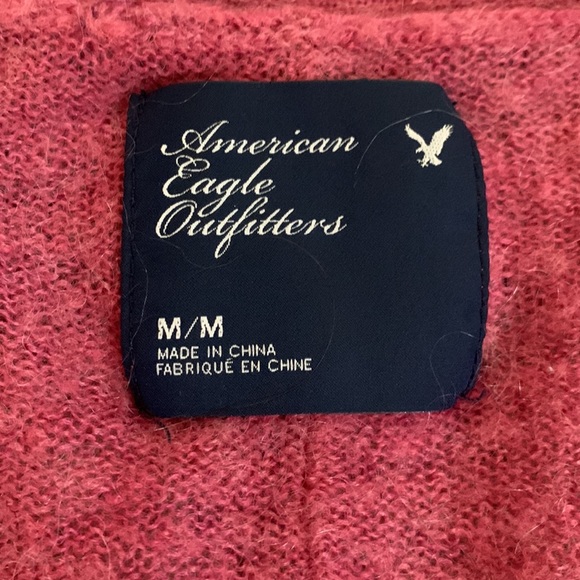 American
Eagle
Outfitters
M/M
MADE IN CHINA
FABRIQUÉ EN CHINE